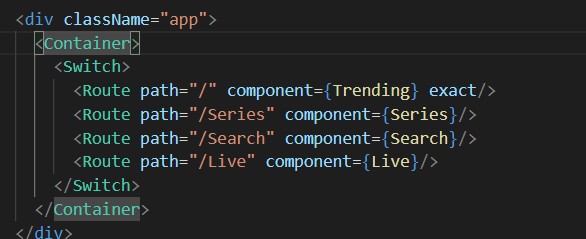 <div className="app">
<Container>
<Switch>
<Route path="/" component={Trending} exact/>
<Route path="/Series" component={Series}/>
<Route path="/Search" component={Search}/>
<Route path="/Live" component={Live}/>
</Switch>
</Container>
</div>